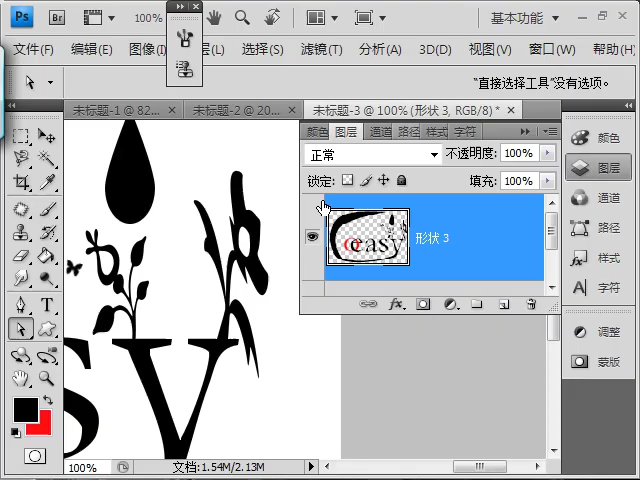 Ps Br 100% 基本功能
文件(F) 编辑(E) 图像(I) 层(L) 选择(S) 滤镜(T) 分析(A) 3D(D) 视图(V) 窗口(W) 帮助(H)
“直接选择工具”没有选项。
未标题-1 @ 82... × 未标题-2 @ 20... × 未标题-3 @ 100% (形状 3, RGB/8) * ×
颜色 图层 通道 路径 样式 字符
正常 不透明度: 100%
锁定: 填充: 100%
easy 形状 3
fx
颜色
图层
通道
路径
样式
字符
调整
蒙版
SY
100% 文档:1.54M/2.13M